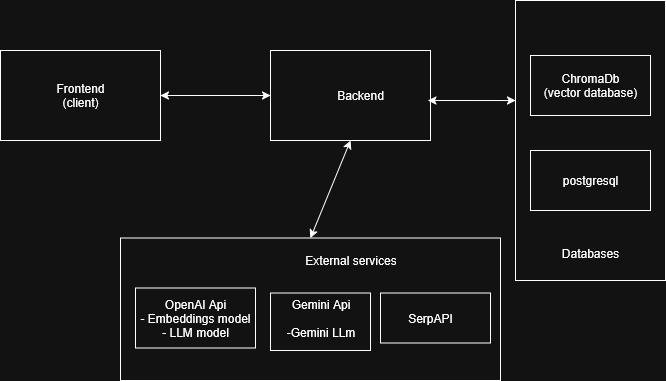 Frontend
(client)
Backend
ChromaDb
(vector database)
postgresql
Databases
External services
OpenAI Api
- Embeddings model
- LLM model
Gemini Api
-Gemini LLm
SerpAPI